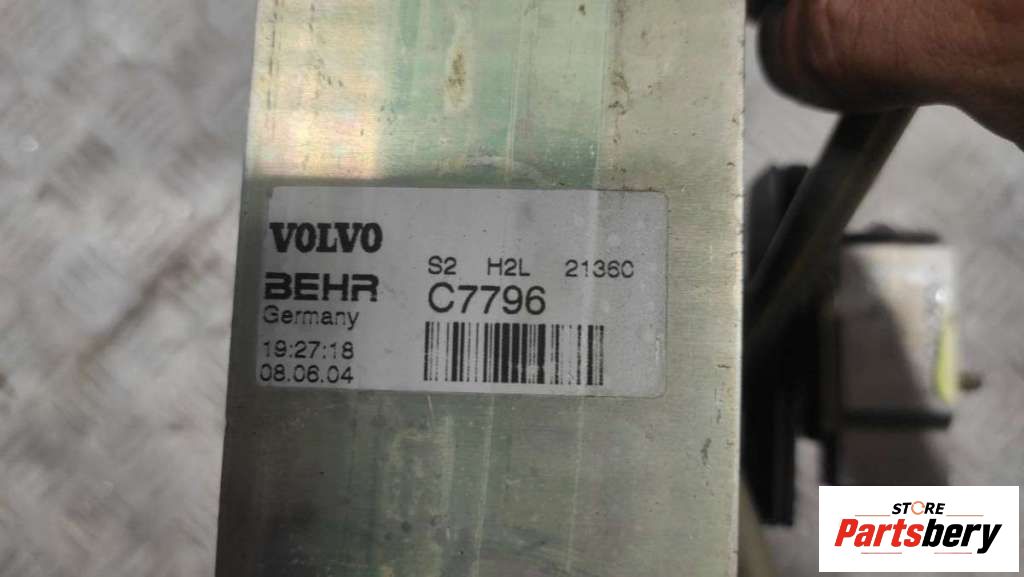 VOLVO
BEHR
Germany
19:27:18
08.06.04
S2 H2L 21360
C7796
STORE
Partsbery